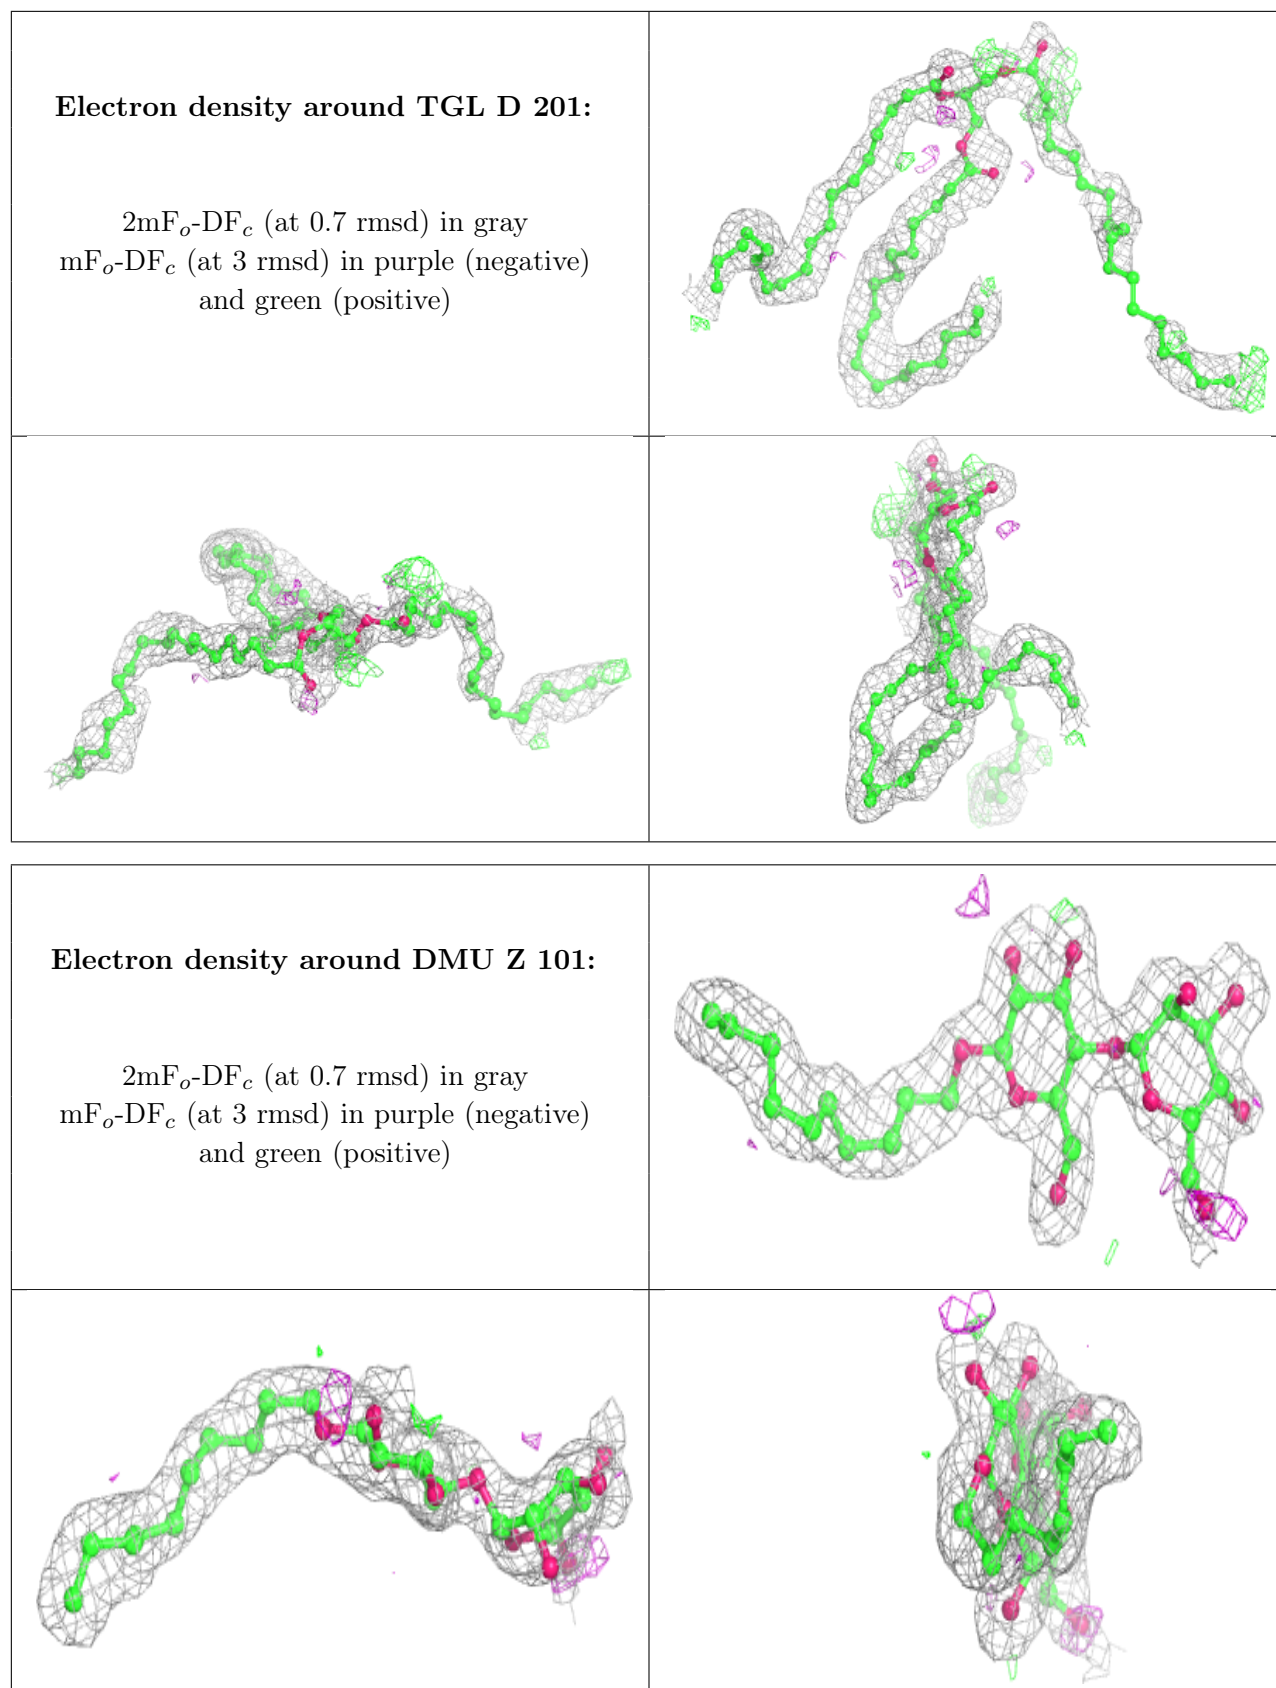 Electron density around TGL D 201:
2mFo-DFc (at 0.7 rmsd) in gray
mFo-DFc (at 3 rmsd) in purple (negative)
and green (positive)
Electron density around DMU Z 101:
2mFo-DFc (at 0.7 rmsd) in gray
mFo-DFc (at 3 rmsd) in purple (negative)
and green (positive)